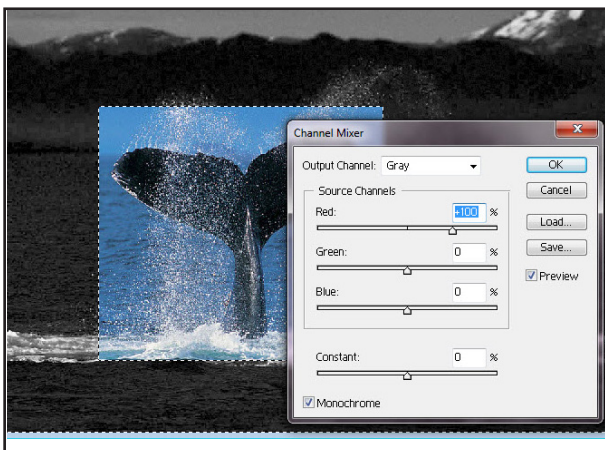 Channel Mixer
Output Channel: Gray
OK
Source Channels
Cancel
Red: +100 %
Load...
Green: 0 %
Save...
Preview
Blue: 0 %
Constant: 0 %
Monochrome